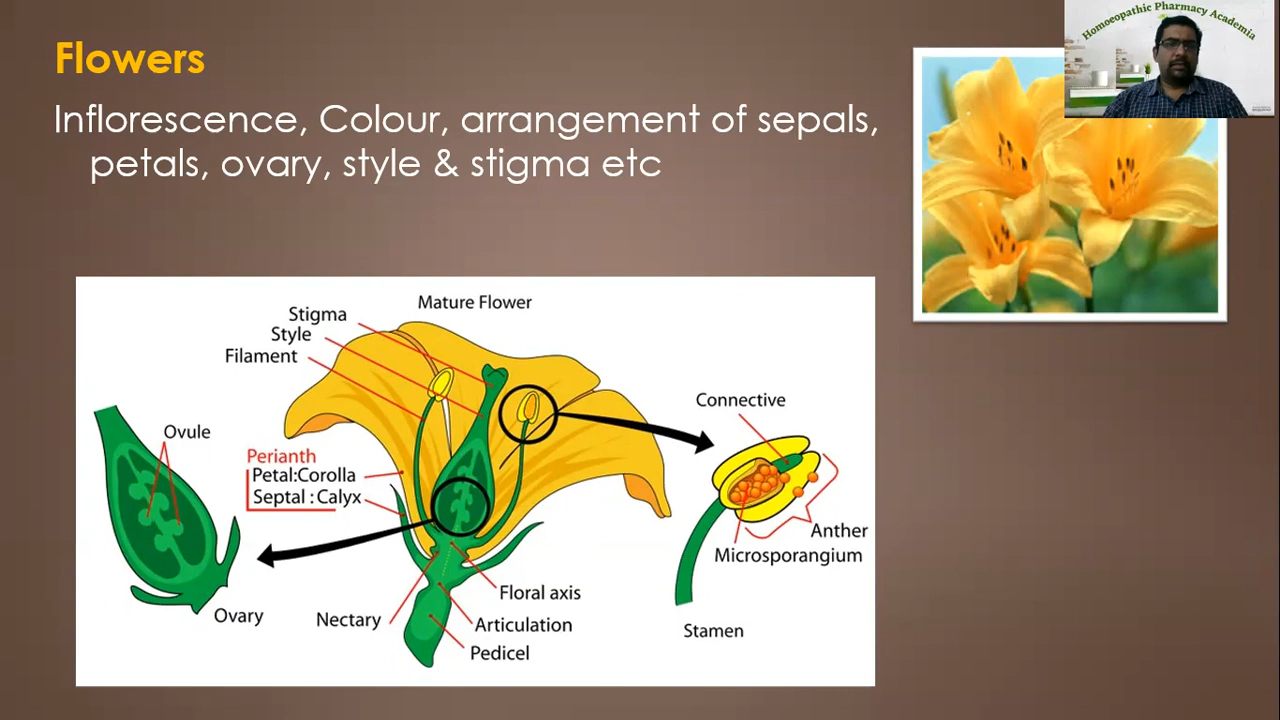 Homoeopathic Pharmacy Academia
Flowers
Inflorescence, Colour, arrangement of sepals,
petals, ovary, style & stigma etc
Mature Flower
Stigma
Style
Filament
Connective
Ovule
Perianth
Petal:Corolla
Septal : Calyx
Anther
Microsporangium
Floral axis
Ovary
Nectary
Articulation
Stamen
Pedicel